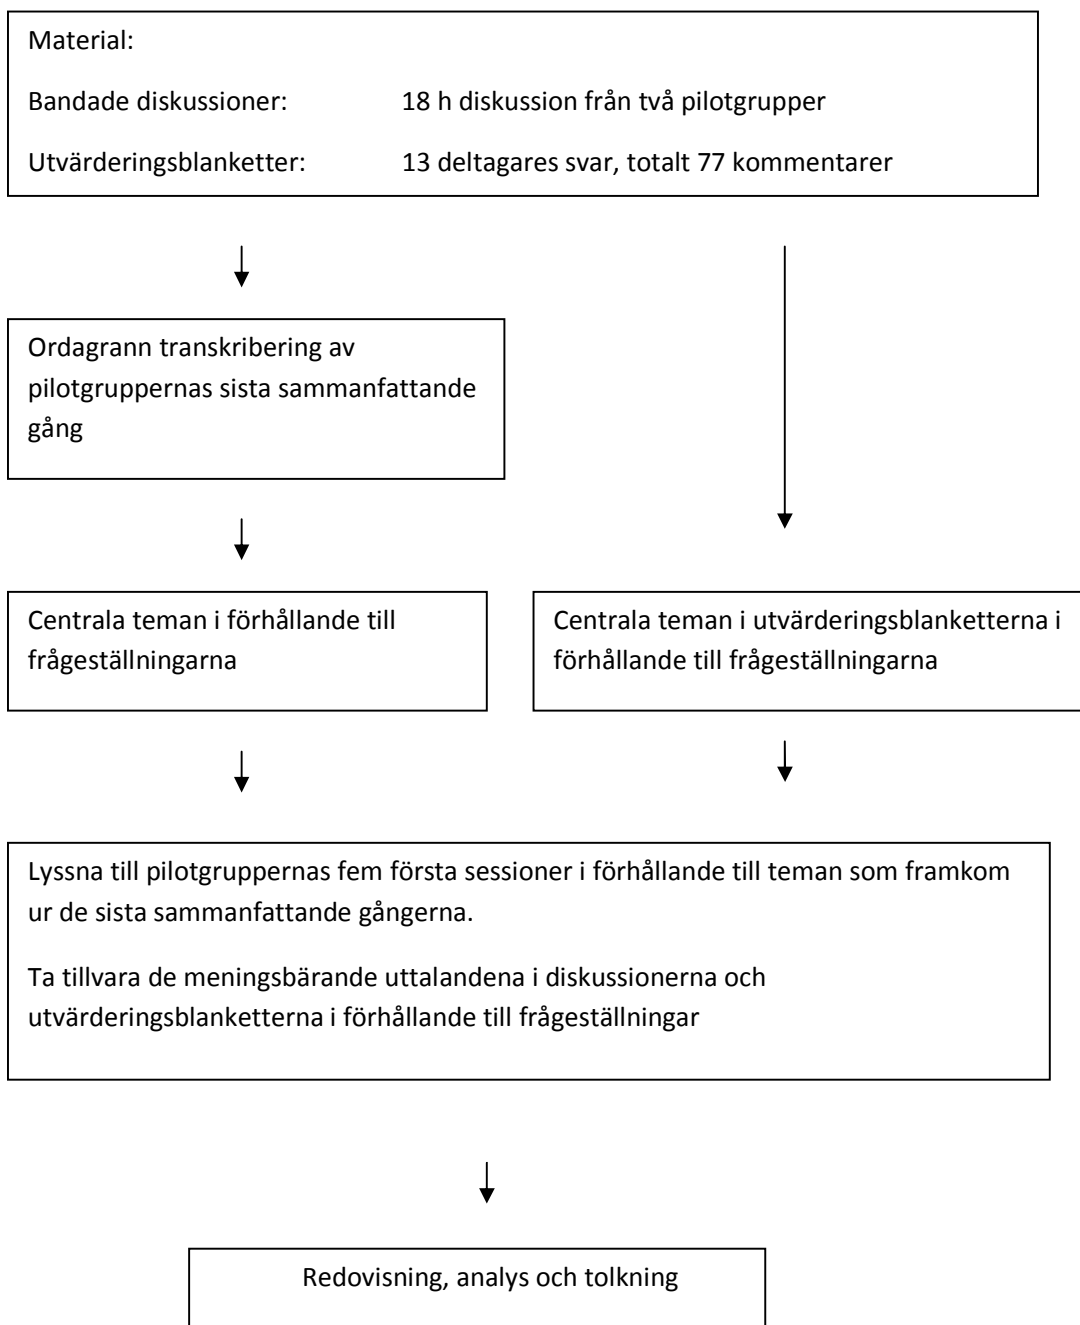 Material:
Bandade diskussioner: 18 h diskussion från två pilotgrupper
Utvärderingsblanketter: 13 deltagares svar, totalt 77 kommentarer
Ordagrann transkribering av
pilotgruppernas sista sammanfattande
gång
Centrala teman i förhållande till
frågeställningarna
Centrala teman i utvärderingsblanketterna i
förhållande till frågeställningarna
Lyssna till pilotgruppernas fem första sessioner i förhållande till teman som framkom
ur de sista sammanfattande gångerna.
Ta tillvara de meningsbärande uttalandena i diskussionerna och
utvärderingsblanketterna i förhållande till frågeställningar
Redovisning, analys och tolkning